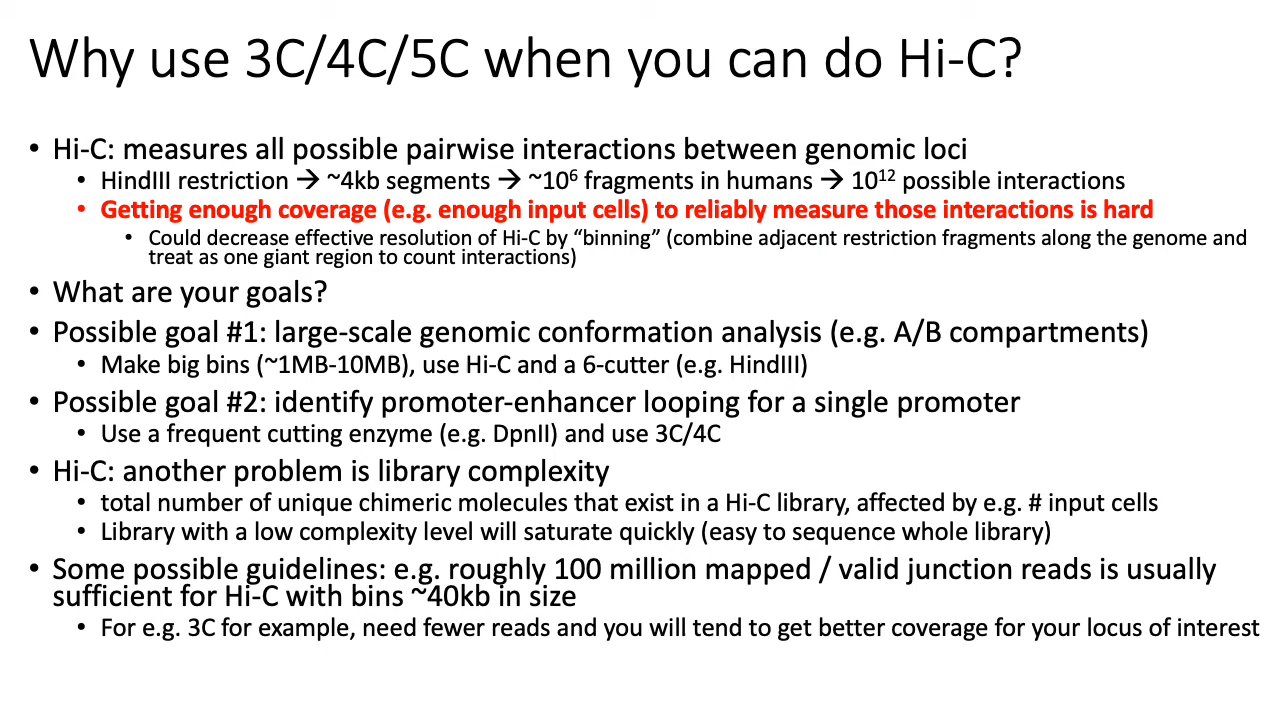 Why use 3C/4C/5C when you can do Hi-C?
• Hi-C: measures all possible pairwise interactions between genomic loci
• HindIII restriction → ~4kb segments → ~10⁶ fragments in humans → 10¹² possible interactions
• Getting enough coverage (e.g. enough input cells) to reliably measure those interactions is hard
• Could decrease effective resolution of Hi-C by “binning” (combine adjacent restriction fragments along the genome and
treat as one giant region to count interactions)
• What are your goals?
• Possible goal #1: large-scale genomic conformation analysis (e.g. A/B compartments)
• Make big bins (~1MB-10MB), use Hi-C and a 6-cutter (e.g. HindIII)
• Possible goal #2: identify promoter-enhancer looping for a single promoter
• Use a frequent cutting enzyme (e.g. DpnII) and use 3C/4C
• Hi-C: another problem is library complexity
• total number of unique chimeric molecules that exist in a Hi-C library, affected by e.g. # input cells
• Library with a low complexity level will saturate quickly (easy to sequence whole library)
• Some possible guidelines: e.g. roughly 100 million mapped / valid junction reads is usually
sufficient for Hi-C with bins ~40kb in size
• For e.g. 3C for example, need fewer reads and you will tend to get better coverage for your locus of interest